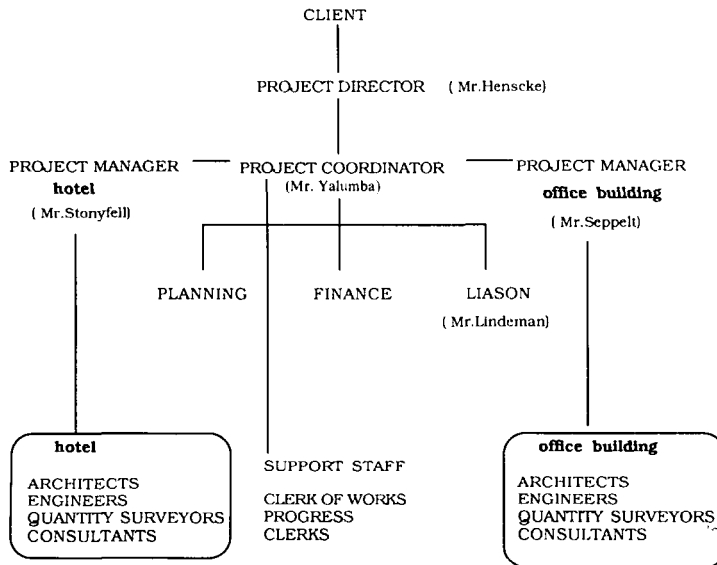 CLIENT
PROJECT DIRECTOR (Mr.Henscke)
PROJECT MANAGER
hotel
(Mr.Stonyfell)
PROJECT COORDINATOR
(Mr. Yalumba)
PROJECT MANAGER
office building
(Mr.Seppelt)
PLANNING
FINANCE
LIASON
(Mr.Lindeman)
hotel
ARCHITECTS
ENGINEERS
QUANTITY SURVEYORS
CONSULTANTS
SUPPORT STAFF
CLERK OF WORKS
PROGRESS
CLERKS
office building
ARCHITECTS
ENGINEERS
QUANTITY SURVEYORS
CONSULTANTS